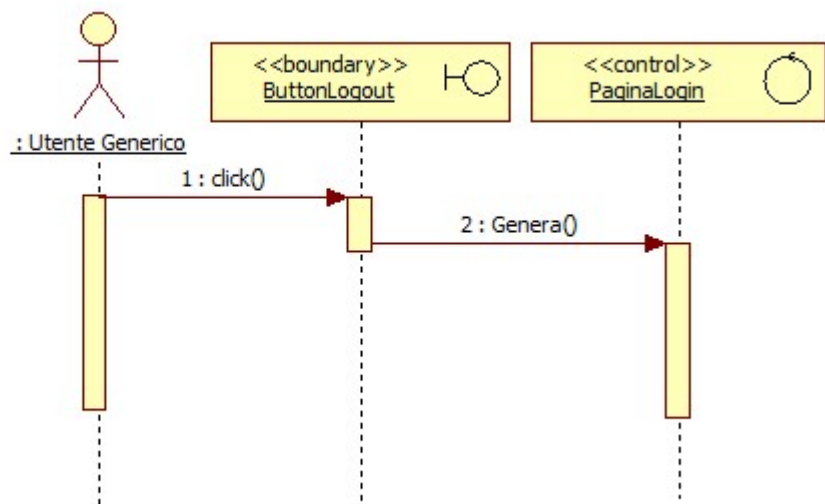 <<boundary>>
ButtonLogout
<<control>>
PaginaLogin
: Utente Generico
1 : click()
2 : Genera()